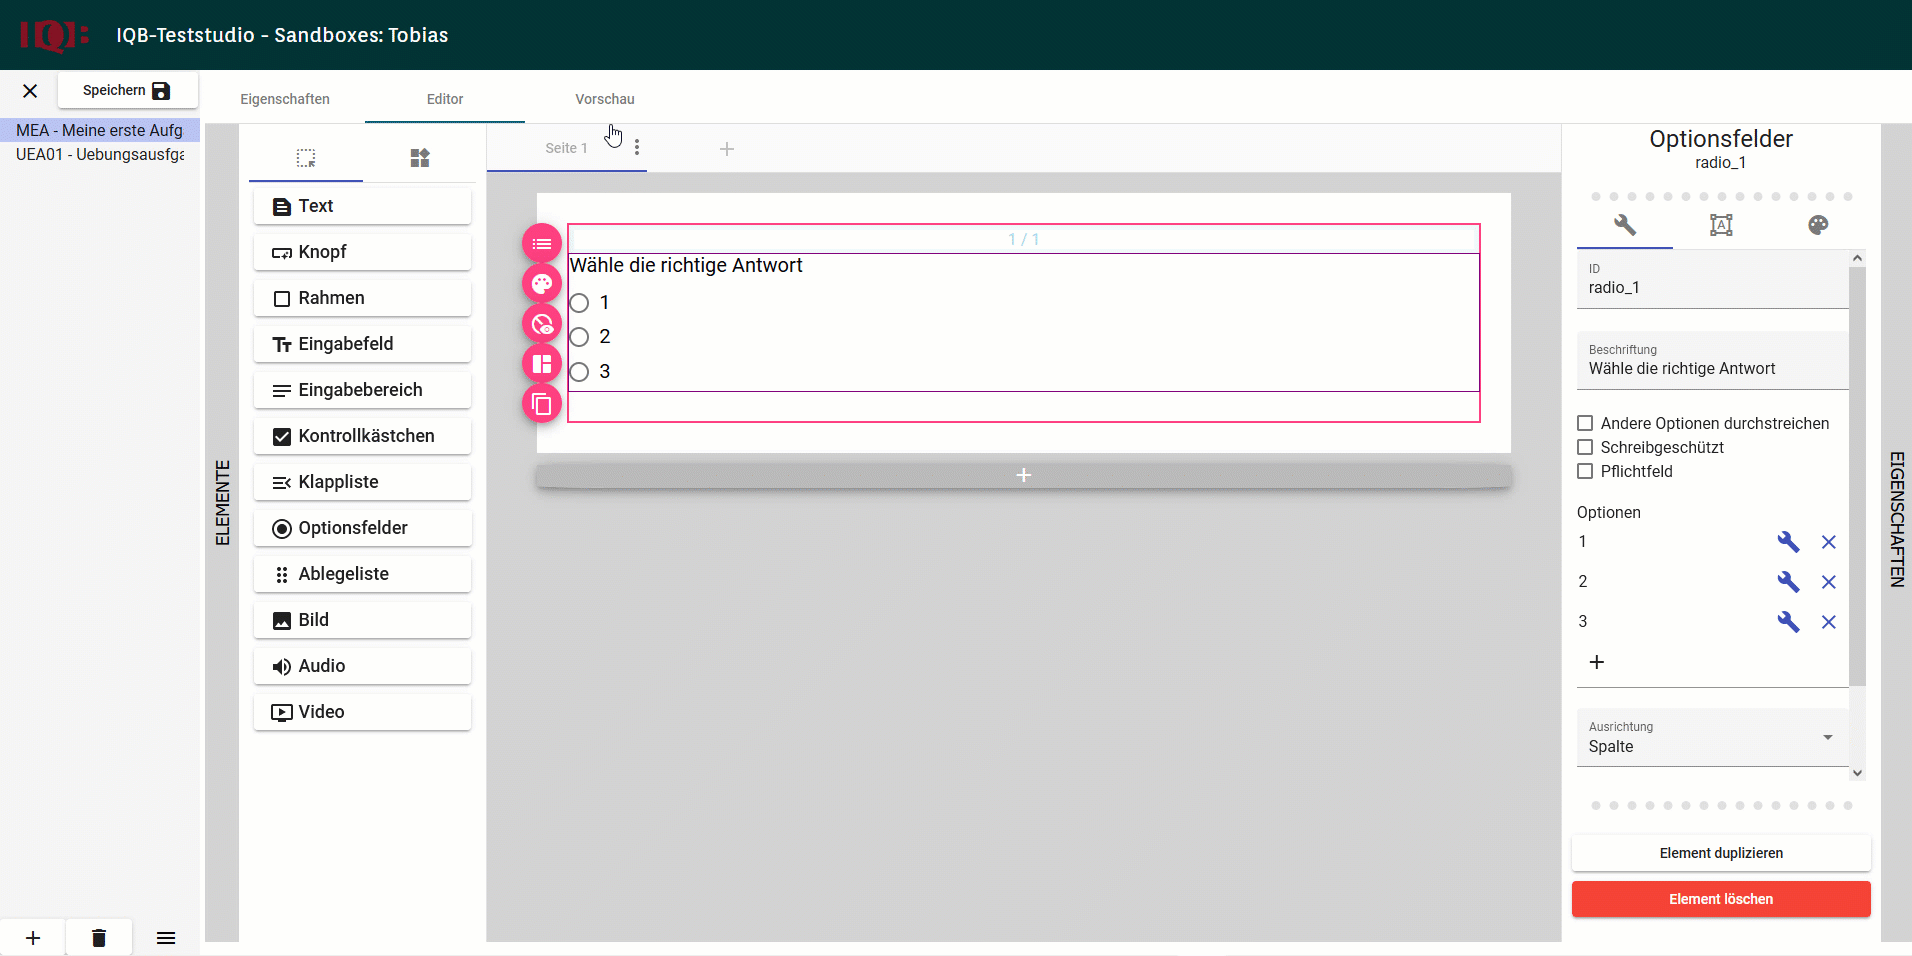 IQB:
IQB-Teststudio - Sandboxes: Tobias
Speichern
MEA - Meine erste Aufg
UEA01 - Uebungsausfga
Eigenschaften
Editor
Vorschau
ELEMENTE
Text
Knopf
Rahmen
Eingabefeld
Eingabebereich
Kontrollkästchen
Klappliste
Optionsfelder
Ablegeliste
Bild
Audio
Video
Seite 1
1 / 1
Wähle die richtige Antwort
1
2
3
Optionsfelder
radio_1
ID
radio_1
Beschriftung
Wähle die richtige Antwort
Andere Optionen durchstreichen
Schreibgeschützt
Pflichtfeld
Optionen
1
2
3
Ausrichtung
Spalte
Element duplizieren
Element löschen
EIGENSCHAFTEN